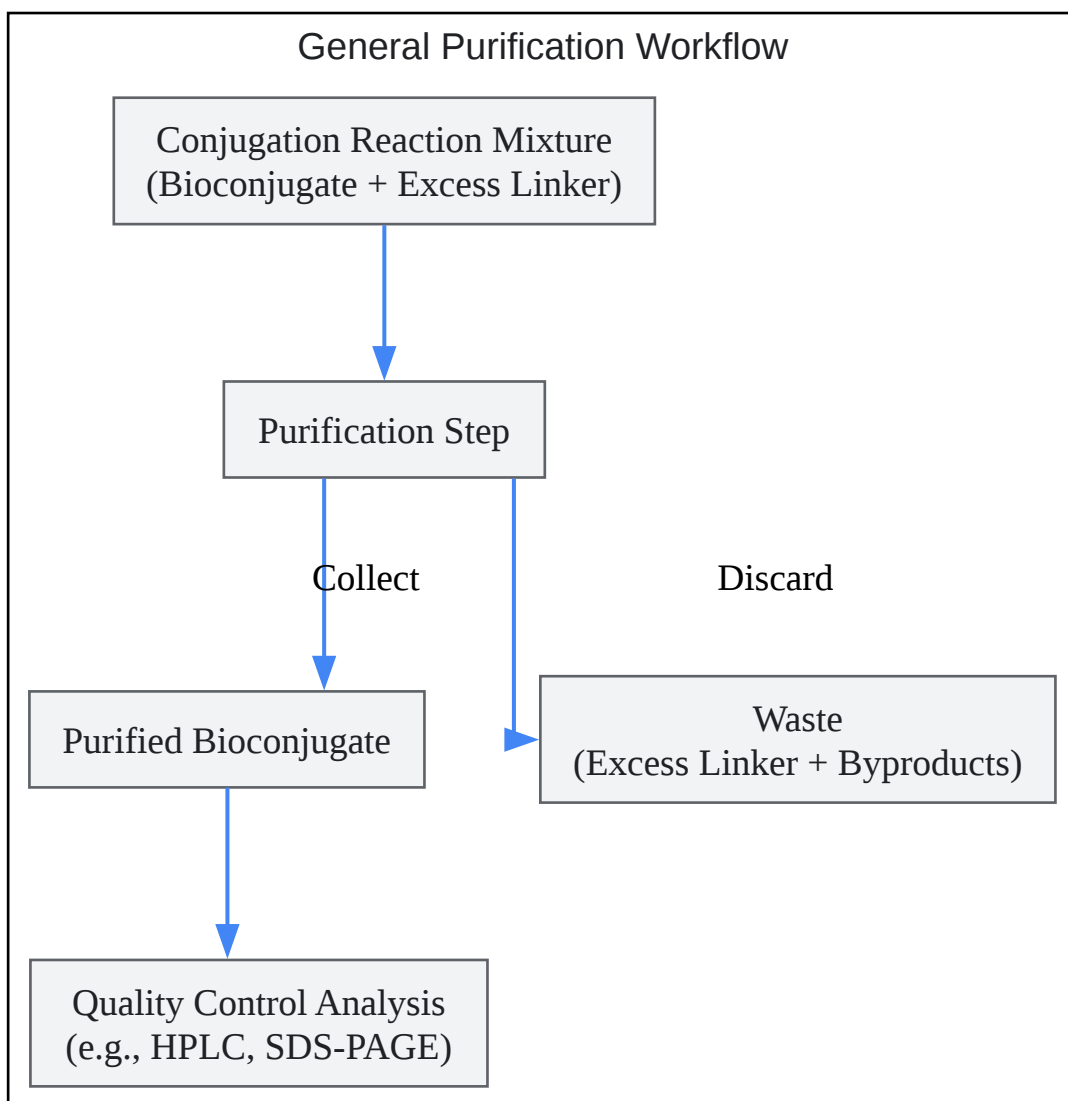 General Purification Workflow
Conjugation Reaction Mixture
(Bioconjugate + Excess Linker)
Purification Step
Collect
Discard
Purified Bioconjugate
Waste
(Excess Linker + Byproducts)
Quality Control Analysis
(e.g., HPLC, SDS-PAGE)